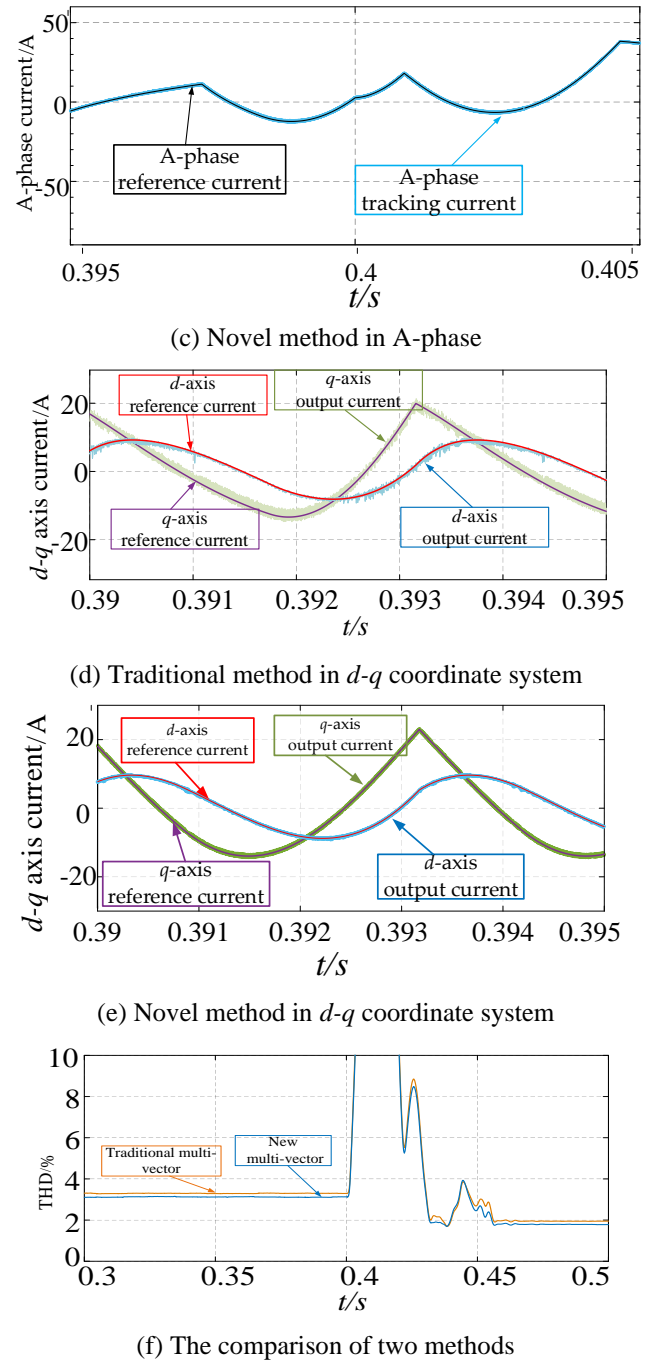 50
0
-50
A-phase current/A
A-phase
reference current
A-phase
tracking current
0.395
0.4
0.405
t/s
(c) Novel method in A-phase
20
0
-20
d-q axis current/A
d-axis
reference current
q-axis
output current
q-axis
reference current
d-axis
output current
0.39
0.391
0.392
0.393
0.394
0.395
t/s
(d) Traditional method in d-q coordinate system
20
0
-20
d-q axis current/A
d-axis
reference current
q-axis
output current
q-axis
reference current
d-axis
output current
0.39
0.391
0.392
0.393
0.394
0.395
t/s
(e) Novel method in d-q coordinate system
10
8
6
4
2
0
THD/%
Traditional multi-
vector
New
multi-vector
0.3
0.35
0.4
0.45
0.5
t/s
(f) The comparison of two methods